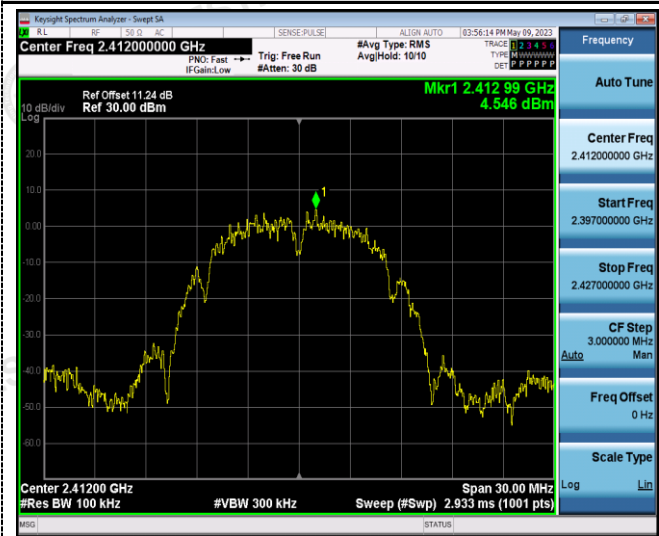 Keysight Spectrum Analyzer - Swept SA
RL RF 50 Ω AC SENSE:PULSE ALIGN AUTO 03:56:14 PM May 09, 2023
Center Freq 2.412000000 GHz
PNO: Fast
IFGain:Low
Trig: Free Run
#Atten: 30 dB
#Avg Type: RMS
Avg|Hold: 10/10
TRACE 1 2 3 4 5 6
TYPE M WWWWW
DET P P P P P P
Frequency
Auto Tune
Center Freq
2.412000000 GHz
Start Freq
2.397000000 GHz
Stop Freq
2.427000000 GHz
CF Step
3.000000 MHz
Auto Man
Freq Offset
0 Hz
Scale Type
Log Lin
Mkr1 2.412 99 GHz
4.546 dBm
Ref Offset 11.24 dB
10 dB/div Ref 30.00 dBm
Log
20.0
10.0
0.00
-10.0
-20.0
-30.0
-40.0
-50.0
-60.0
1
Center 2.41200 GHz Span 30.00 MHz
#Res BW 100 kHz #VBW 300 kHz Sweep (#Swp) 2.933 ms (1001 pts)
MSG STATUS